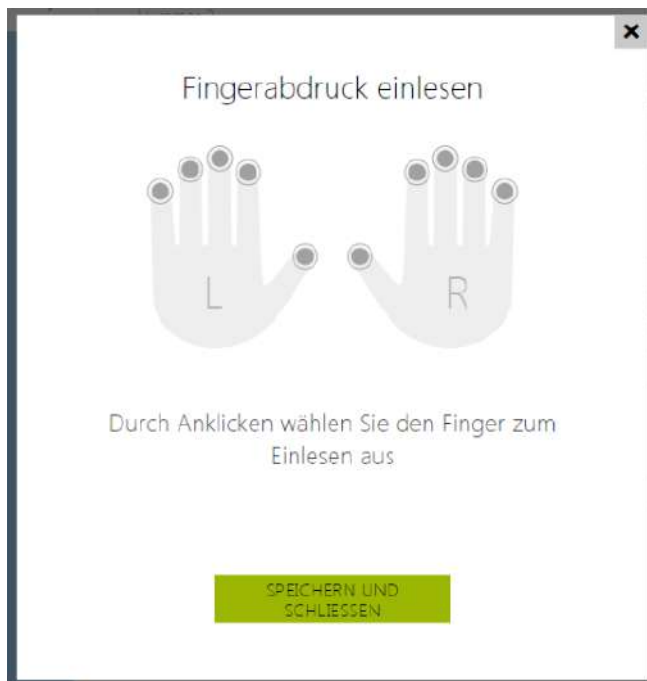 Fingerabdruck einlesen
L
R
Durch Anklicken wählen Sie den Finger zum
Einlesen aus
SPEICHERN UND
SCHLIESSEN